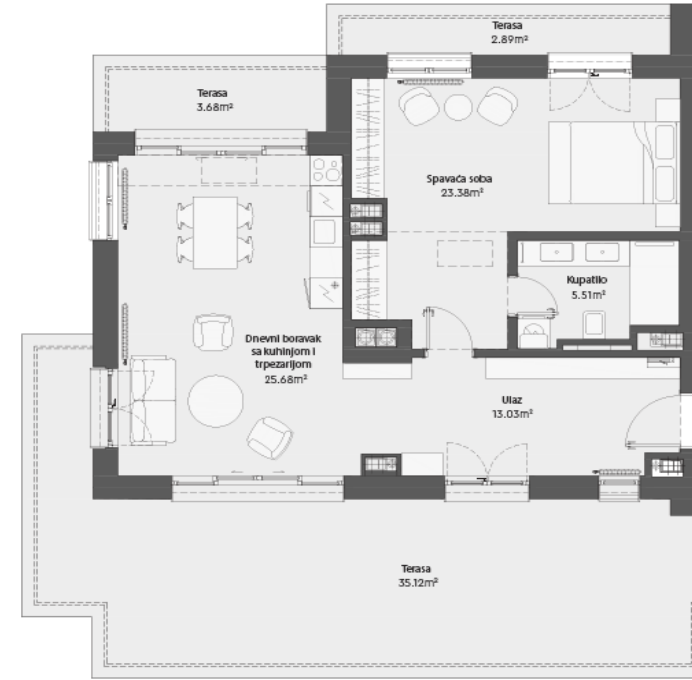 Terasa
2.89m²
Terasa
3.68m²
Spavaća soba
23.38m²
Kupatilo
5.51m²
Dnevni boravak
sa kuhinjom i
trpezarijom
25.68m²
Ulaz
13.03m²
Terasa
35.12m²